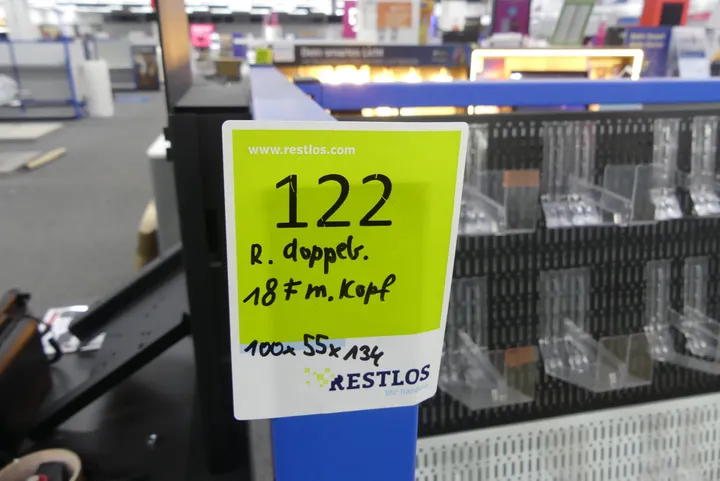 www.restlos.com
122
R. doppels.
18 F m. Kopf
100x 55x 134
RESTLOS